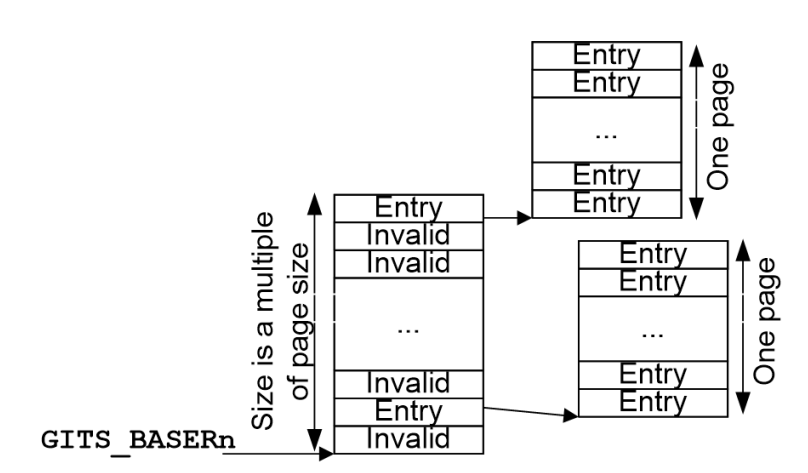 Entry
Entry
...
Entry
Entry
One page
Size is a multiple
of page size
Entry
Invalid
Invalid
...
Invalid
Entry
Invalid
Entry
Entry
...
Entry
Entry
One page
GITS_BASERn